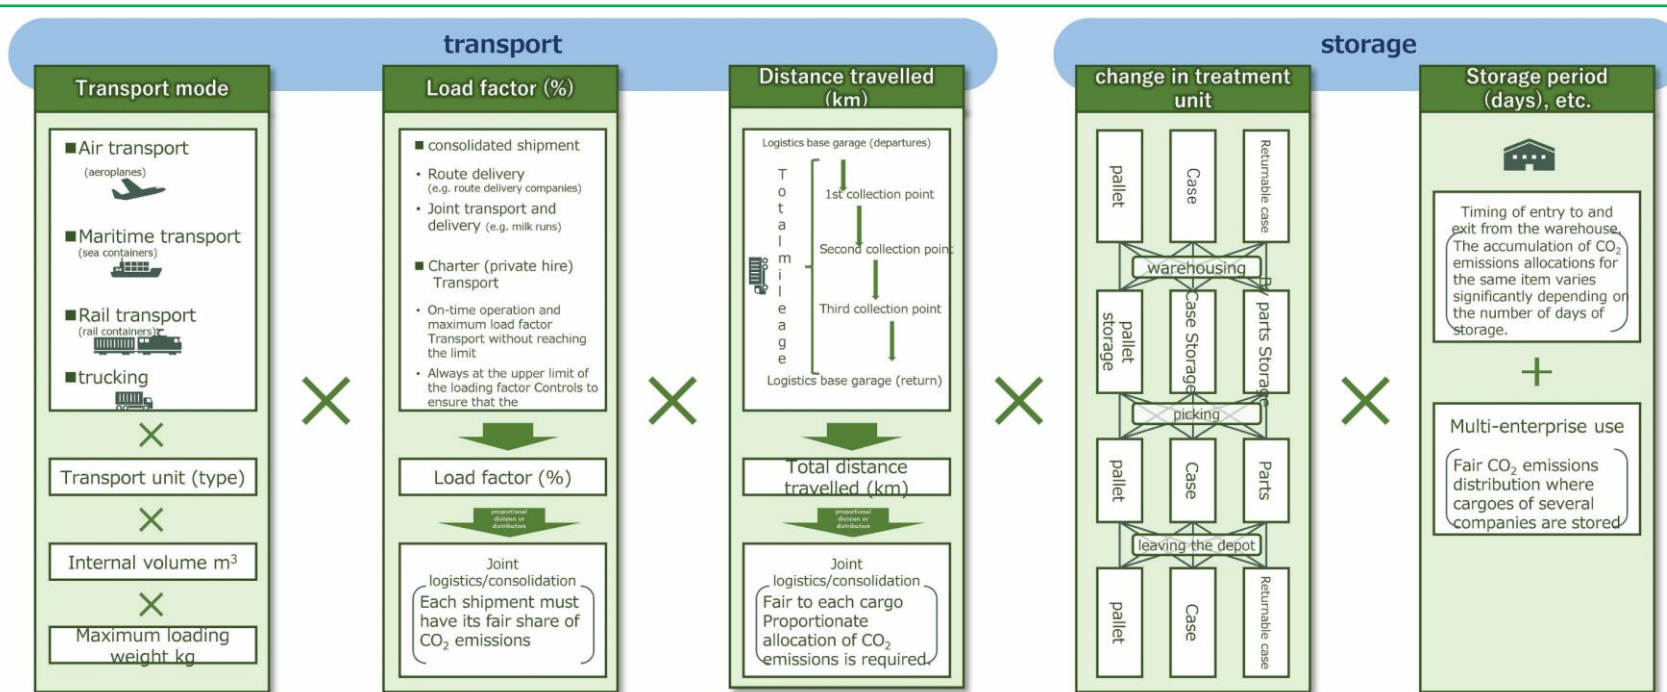 transport
storage
Transport mode
■Air transport
(aeroplanes)
■Maritime transport
(sea containers)
■Rail transport
(rail containers)
■trucking
×
Transport unit (type)
×
Internal volume m³
×
Maximum loading
weight kg
×
Load factor (%)
■ consolidated shipment
• Route delivery
(e.g. route delivery companies)
• Joint transport and
delivery (e.g. milk runs)
■ Charter (private hire)
Transport
• On-time operation and
maximum load factor
Transport without reaching
the limit
• Always at the upper limit of
the loading factor Controls to
ensure that the
Load factor (%)
proportional
division or
distribution
Joint
logistics/consolidation
Each shipment must
have its fair share of
CO₂ emissions
×
Distance travelled
(km)
Logistics base garage (departures)
Total mileage
1st collection point
Second collection point
Third collection point
Logistics base garage (return)
Total distance
travelled (km)
proportional
division or
distribution
Joint
logistics/consolidation
Fair to each cargo
Proportionate
allocation of CO₂
emissions is required.
×
change in treatment
unit
pallet
Case
Returnable case
warehousing
pallet
storage
Case Storage
By parts Storage
picking
pallet
Case
Parts
leaving the depot
pallet
Case
Returnable case
×
Storage period
(days), etc.
Timing of entry to and
exit from the warehouse.
The accumulation of CO₂
emissions allocations for
the same item varies
significantly depending on
the number of days of
storage.
+
Multi-enterprise use
Fair CO₂ emissions
distribution where
cargoes of several
companies are stored